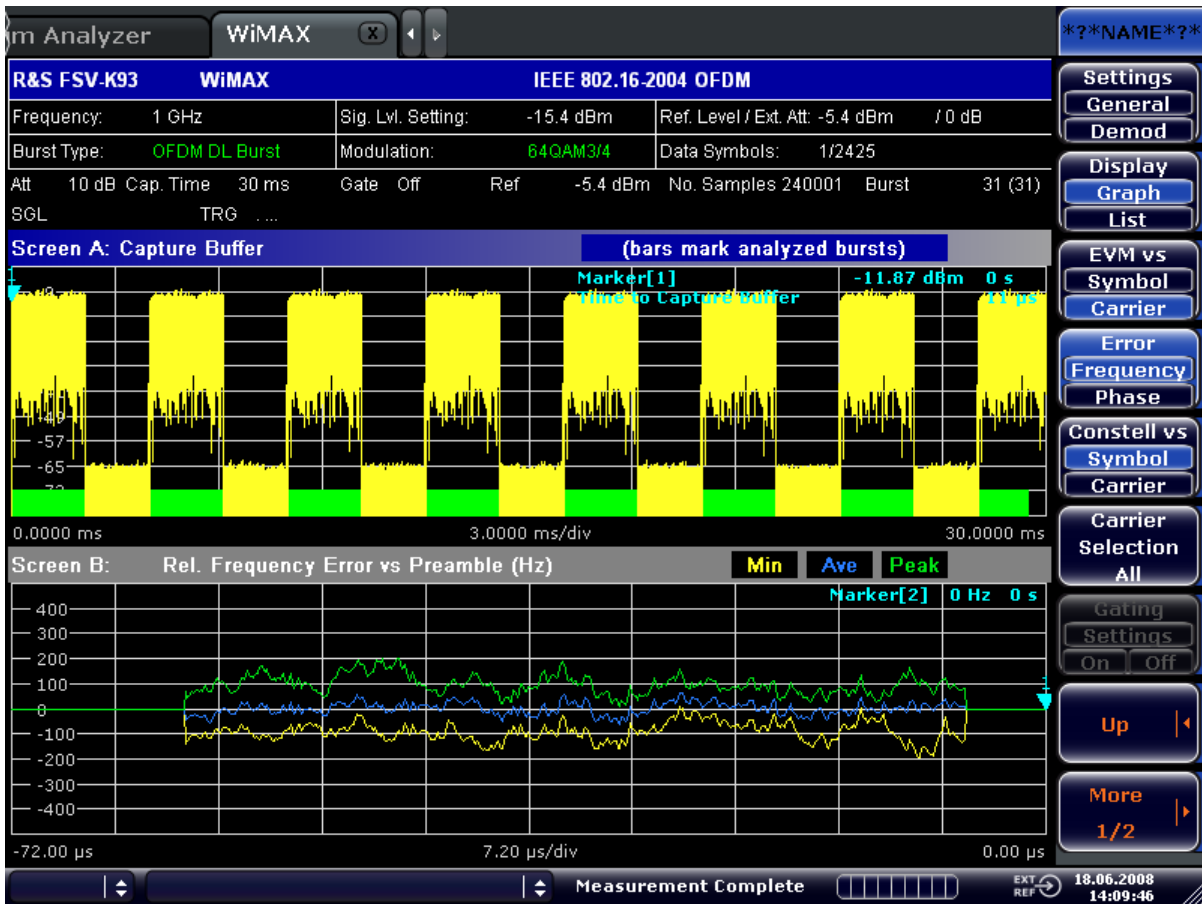 m Analyzer WiMAX X
*?*NAME*?*
R&S FSV-K93 WiMAX IEEE 802.16-2004 OFDM
Frequency: 1 GHz Sig. Lvl. Setting: -15.4 dBm Ref. Level / Ext. Att: -5.4 dBm / 0 dB
Burst Type: OFDM DL Burst Modulation: 64QAM3/4 Data Symbols: 1/2425
Att 10 dB Cap. Time 30 ms Gate Off Ref -5.4 dBm No. Samples 240001 Burst 31 (31)
SGL TRG . ...
Screen A: Capture Buffer (bars mark analyzed bursts)
1 Marker[1] -11.87 dBm 0 s
Time to Capture Buffer 11 µs
-49
-57
-65
-73
0.0000 ms 3.0000 ms/div 30.0000 ms
Screen B: Rel. Frequency Error vs Preamble (Hz) Min Ave Peak
Marker[2] 0 Hz 0 s
400
300
200
100
0
-100
-200
-300
-400
1
-72.00 µs 7.20 µs/div 0.00 µs
Measurement Complete EXT REF 18.06.2008
14:09:46
Settings
General
Demod
Display
Graph
List
EVM vs
Symbol
Carrier
Error
Frequency
Phase
Constell vs
Symbol
Carrier
Carrier
Selection
All
Gating
Settings
On Off
Up
More
1/2